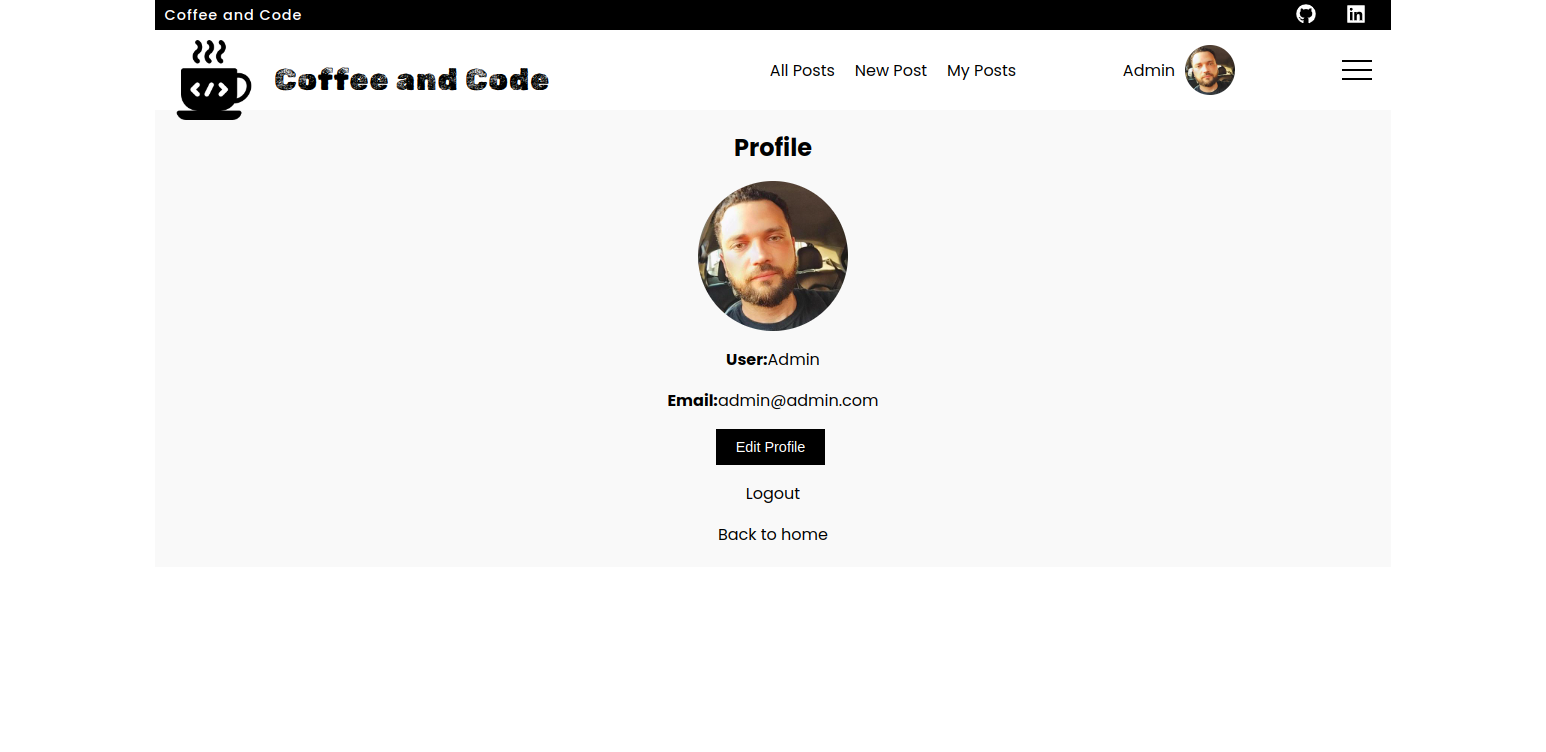 Coffee and Code
Coffee and Code
All Posts New Post My Posts Admin
Profile
User:Admin
Email:admin@admin.com
Edit Profile
Logout
Back to home